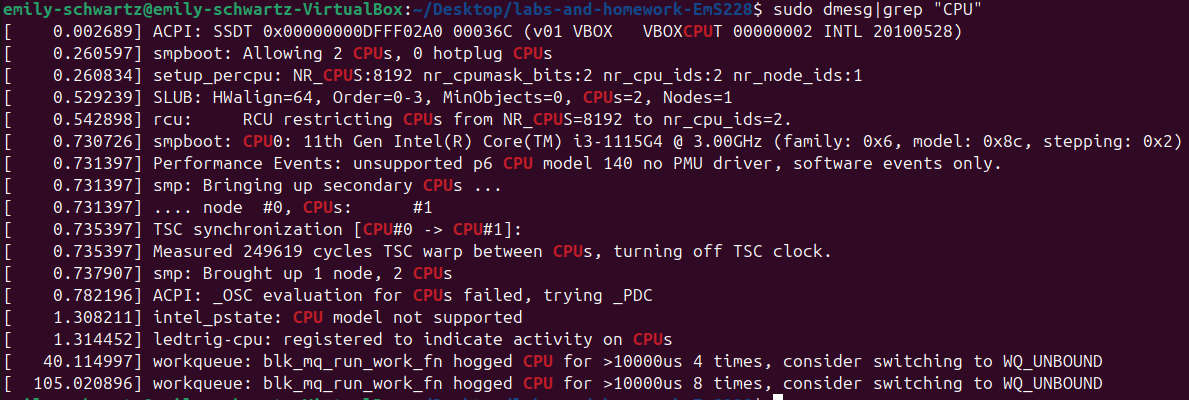 emily-schwartz@emily-schwartz-VirtualBox:~/Desktop/labs-and-homework-EmS228$ sudo dmesg|grep "CPU"
[    0.002689] ACPI: SSDT 0x00000000DFFF02A0 00036C (v01 VBOX   VBOXCPUT 00000002 INTL 20100528)
[    0.260597] smpboot: Allowing 2 CPUs, 0 hotplug CPUs
[    0.260834] setup_percpu: NR_CPUS:8192 nr_cpumask_bits:2 nr_cpu_ids:2 nr_node_ids:1
[    0.529239] SLUB: HWalign=64, Order=0-3, MinObjects=0, CPUs=2, Nodes=1
[    0.542898] rcu:     RCU restricting CPUs from NR_CPUS=8192 to nr_cpu_ids=2.
[    0.730726] smpboot: CPU0: 11th Gen Intel(R) Core(TM) i3-1115G4 @ 3.00GHz (family: 0x6, model: 0x8c, stepping: 0x2)
[    0.731397] Performance Events: unsupported p6 CPU model 140 no PMU driver, software events only.
[    0.731397] smp: Bringing up secondary CPUs ...
[    0.731397] .... node  #0, CPUs:      #1
[    0.735397] TSC synchronization [CPU#0 -> CPU#1]:
[    0.735397] Measured 249619 cycles TSC warp between CPUs, turning off TSC clock.
[    0.737907] smp: Brought up 1 node, 2 CPUs
[    0.782196] ACPI: _OSC evaluation for CPUs failed, trying _PDC
[    1.308211] intel_pstate: CPU model not supported
[    1.314452] ledtrig-cpu: registered to indicate activity on CPUs
[   40.114997] workqueue: blk_mq_run_work_fn hogged CPU for >10000us 4 times, consider switching to WQ_UNBOUND
[  105.020896] workqueue: blk_mq_run_work_fn hogged CPU for >10000us 8 times, consider switching to WQ_UNBOUND